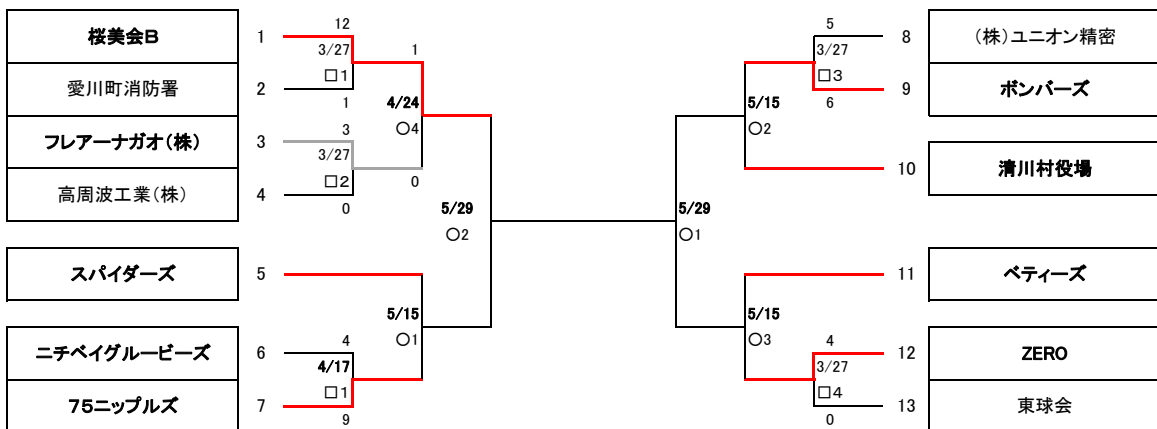 桜美会B 1 12 3/27 □1 1
愛川町消防署 2 1
フレアーナガオ(株) 3 3 3/27 □2 0
高周波工業(株) 4 0
4/24 ○4
スパイダーズ 5
ニチベイグルービーズ 6 4 4/17 □1
75ニップルズ 7 9
5/15 ○1
5/29 ○2
5/29 ○1
5 8 (株)ユニオン精密
3/27 □3
6 9 ボンバーズ
5/15 ○2
10 清川村役場
11 ベティーズ
5/15 ○3
4 12 ZERO
3/27 □4
0 13 東球会